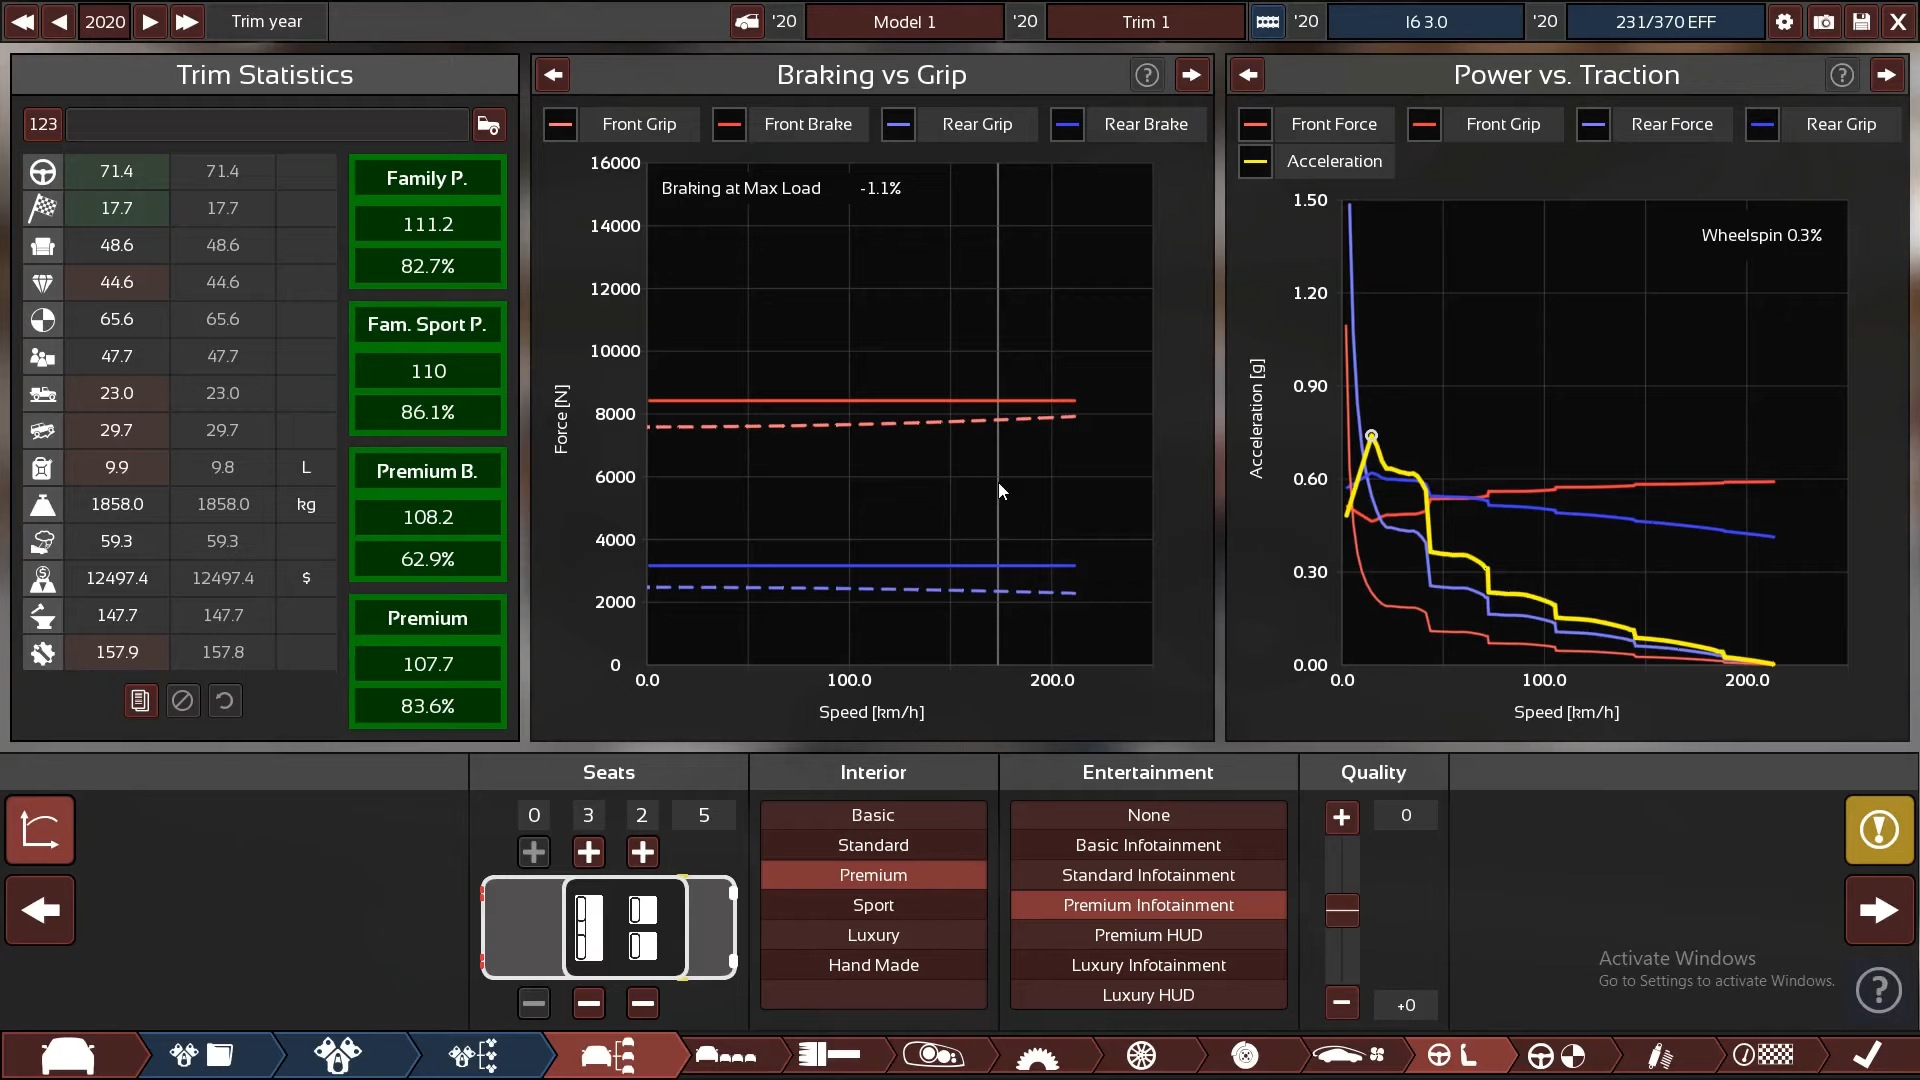 2020 Trim year '20 Model 1 '20 Trim 1 '20 I6 3.0 '20 231/370 EFF
Trim Statistics
123
71.4 71.4
17.7 17.7
48.6 48.6
44.6 44.6
65.6 65.6
47.7 47.7
23.0 23.0
29.7 29.7
9.9 9.8 L
1858.0 1858.0 kg
59.3 59.3
12497.4 12497.4 $
147.7 147.7
157.9 157.8
Family P.
111.2
82.7%
Fam. Sport P.
110
86.1%
Premium B.
108.2
62.9%
Premium
107.7
83.6%
Braking vs Grip ?
Front Grip Front Brake Rear Grip Rear Brake
Braking at Max Load -1.1%
16000
14000
12000
10000
8000
6000
4000
2000
0
Force [N]
0.0 100.0 200.0
Speed [km/h]
Power vs. Traction ?
Front Force Front Grip Rear Force Rear Grip
Acceleration
Wheelspin 0.3%
1.50
1.20
0.90
0.60
0.30
0.00
Acceleration [g]
0.0 100.0 200.0
Speed [km/h]
Seats
0 3 2 5
Interior
Basic
Standard
Premium
Sport
Luxury
Hand Made
Entertainment
None
Basic Infotainment
Standard Infotainment
Premium Infotainment
Premium HUD
Luxury Infotainment
Luxury HUD
Quality
0
+0
Activate Windows
Go to Settings to activate Windows.
?